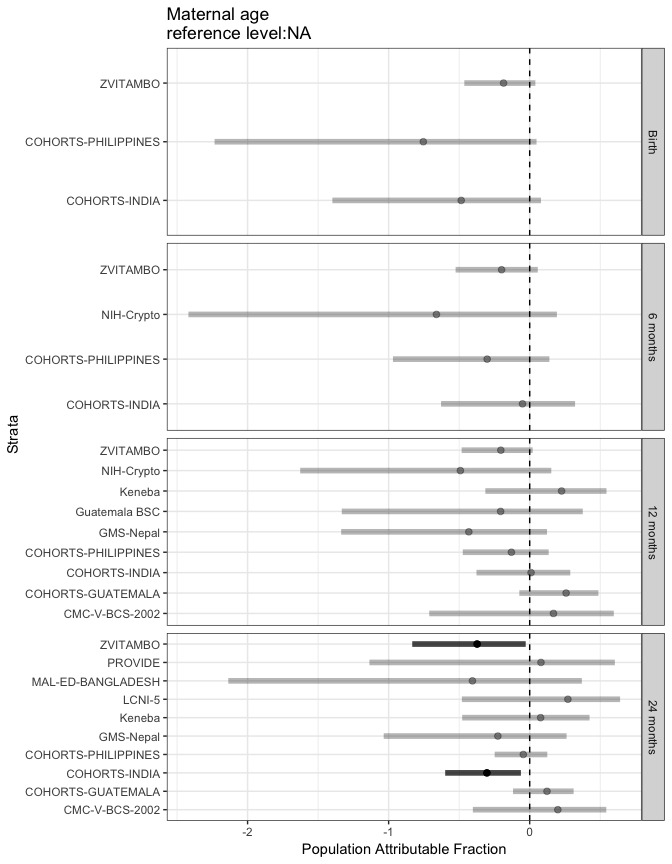 Maternal age
reference level:NA
Strata
ZVITAMBO
COHORTS-PHILIPPINES
COHORTS-INDIA
Birth
ZVITAMBO
NIH-Crypto
COHORTS-PHILIPPINES
COHORTS-INDIA
6 months
ZVITAMBO
NIH-Crypto
Keneba
Guatemala BSC
GMS-Nepal
COHORTS-PHILIPPINES
COHORTS-INDIA
COHORTS-GUATEMALA
CMC-V-BCS-2002
12 months
ZVITAMBO
PROVIDE
MAL-ED-BANGLADESH
LCNI-5
Keneba
GMS-Nepal
COHORTS-PHILIPPINES
COHORTS-INDIA
COHORTS-GUATEMALA
CMC-V-BCS-2002
24 months
-2 -1 0
Population Attributable Fraction